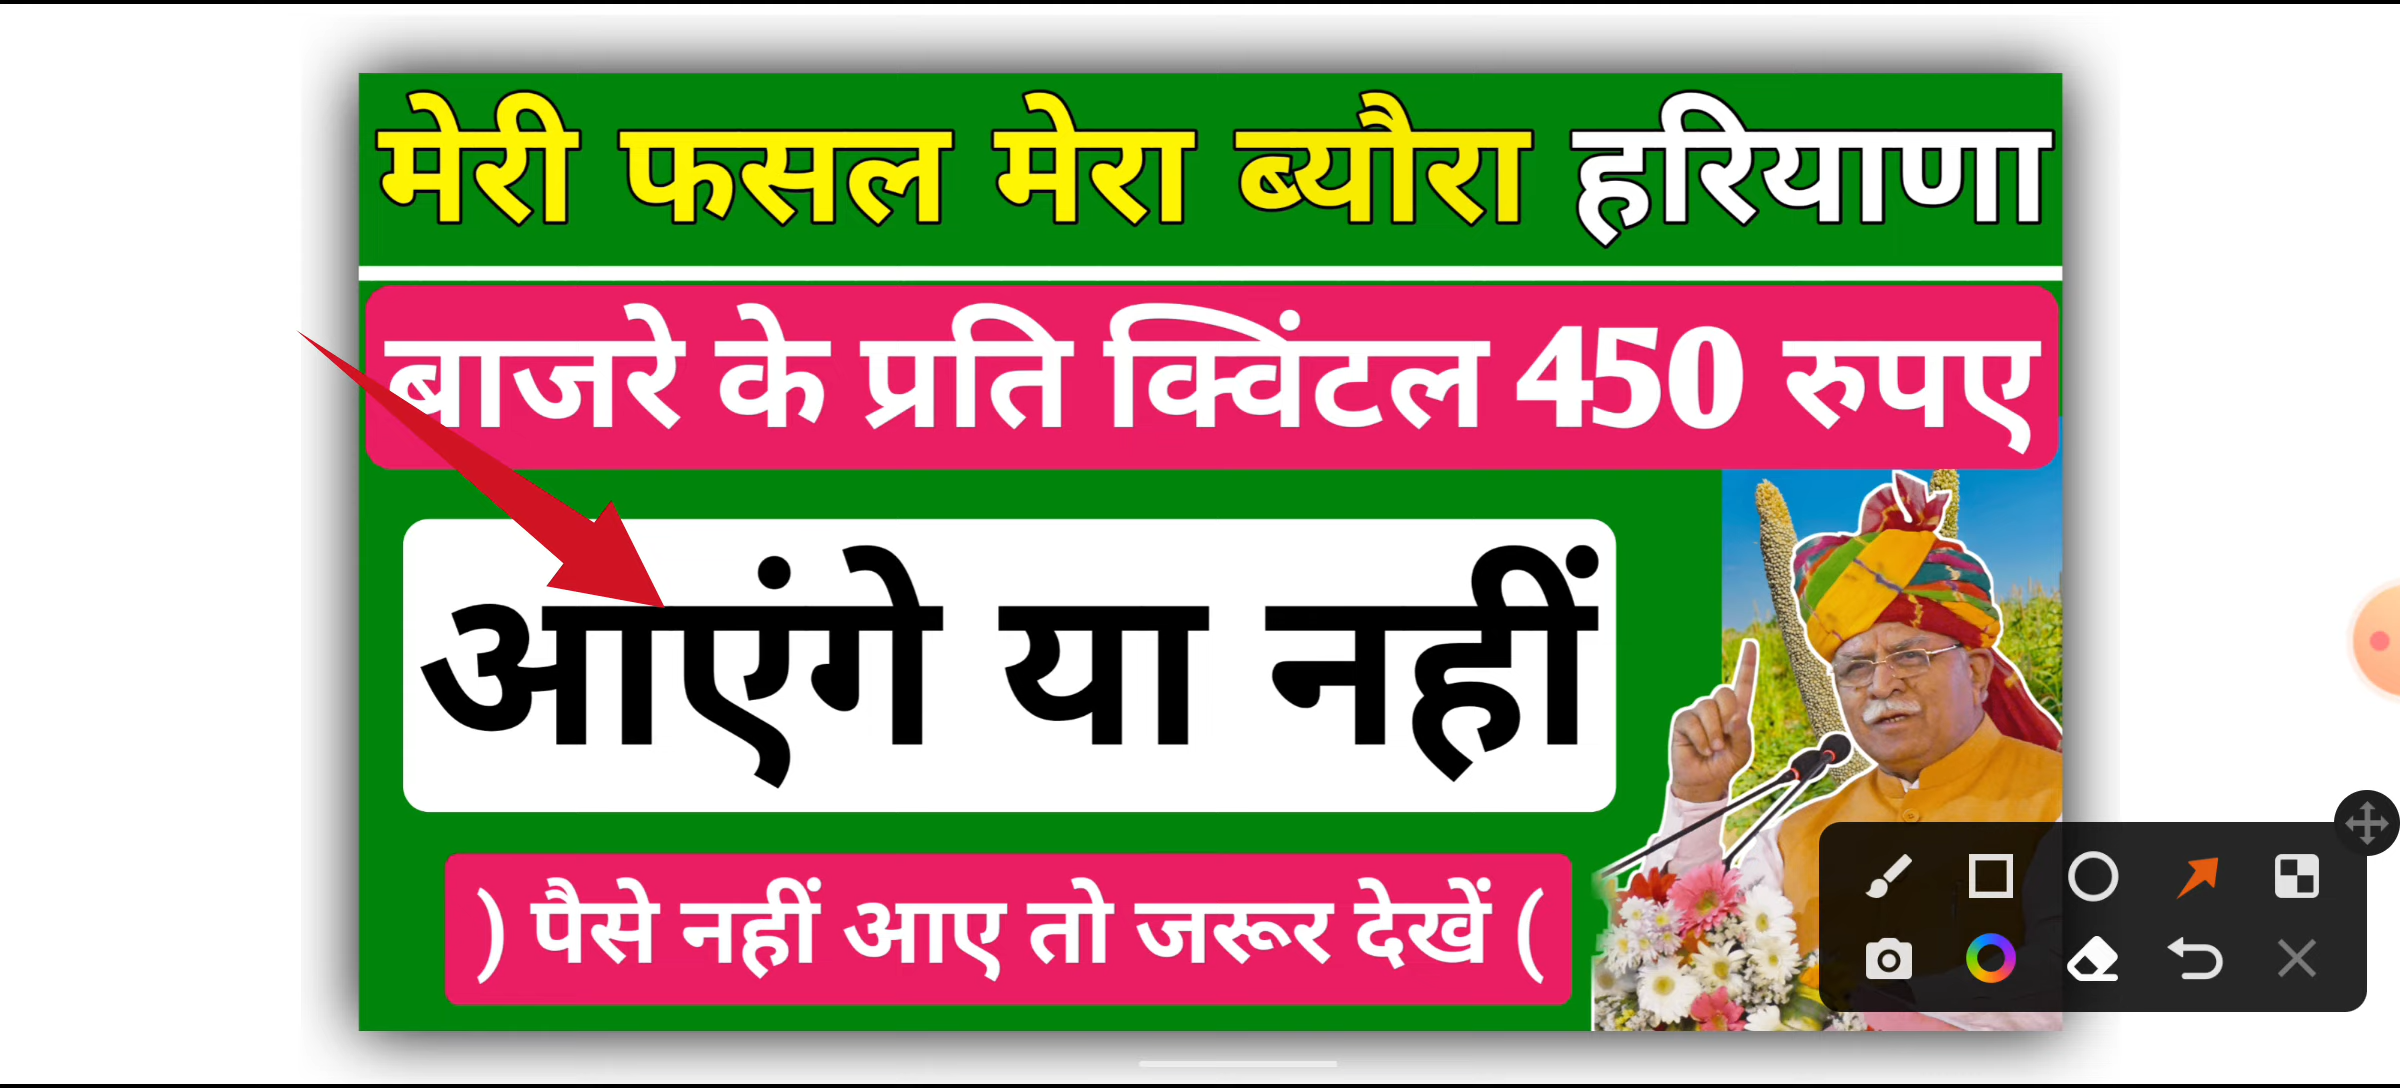 मेरी फसल मेरा ब्यौरा हरियाणा
बाजरे के प्रति क्विंटल 450 रुपए
आएंगे या नहीं
) पैसे नहीं आए तो जरूर देखें (